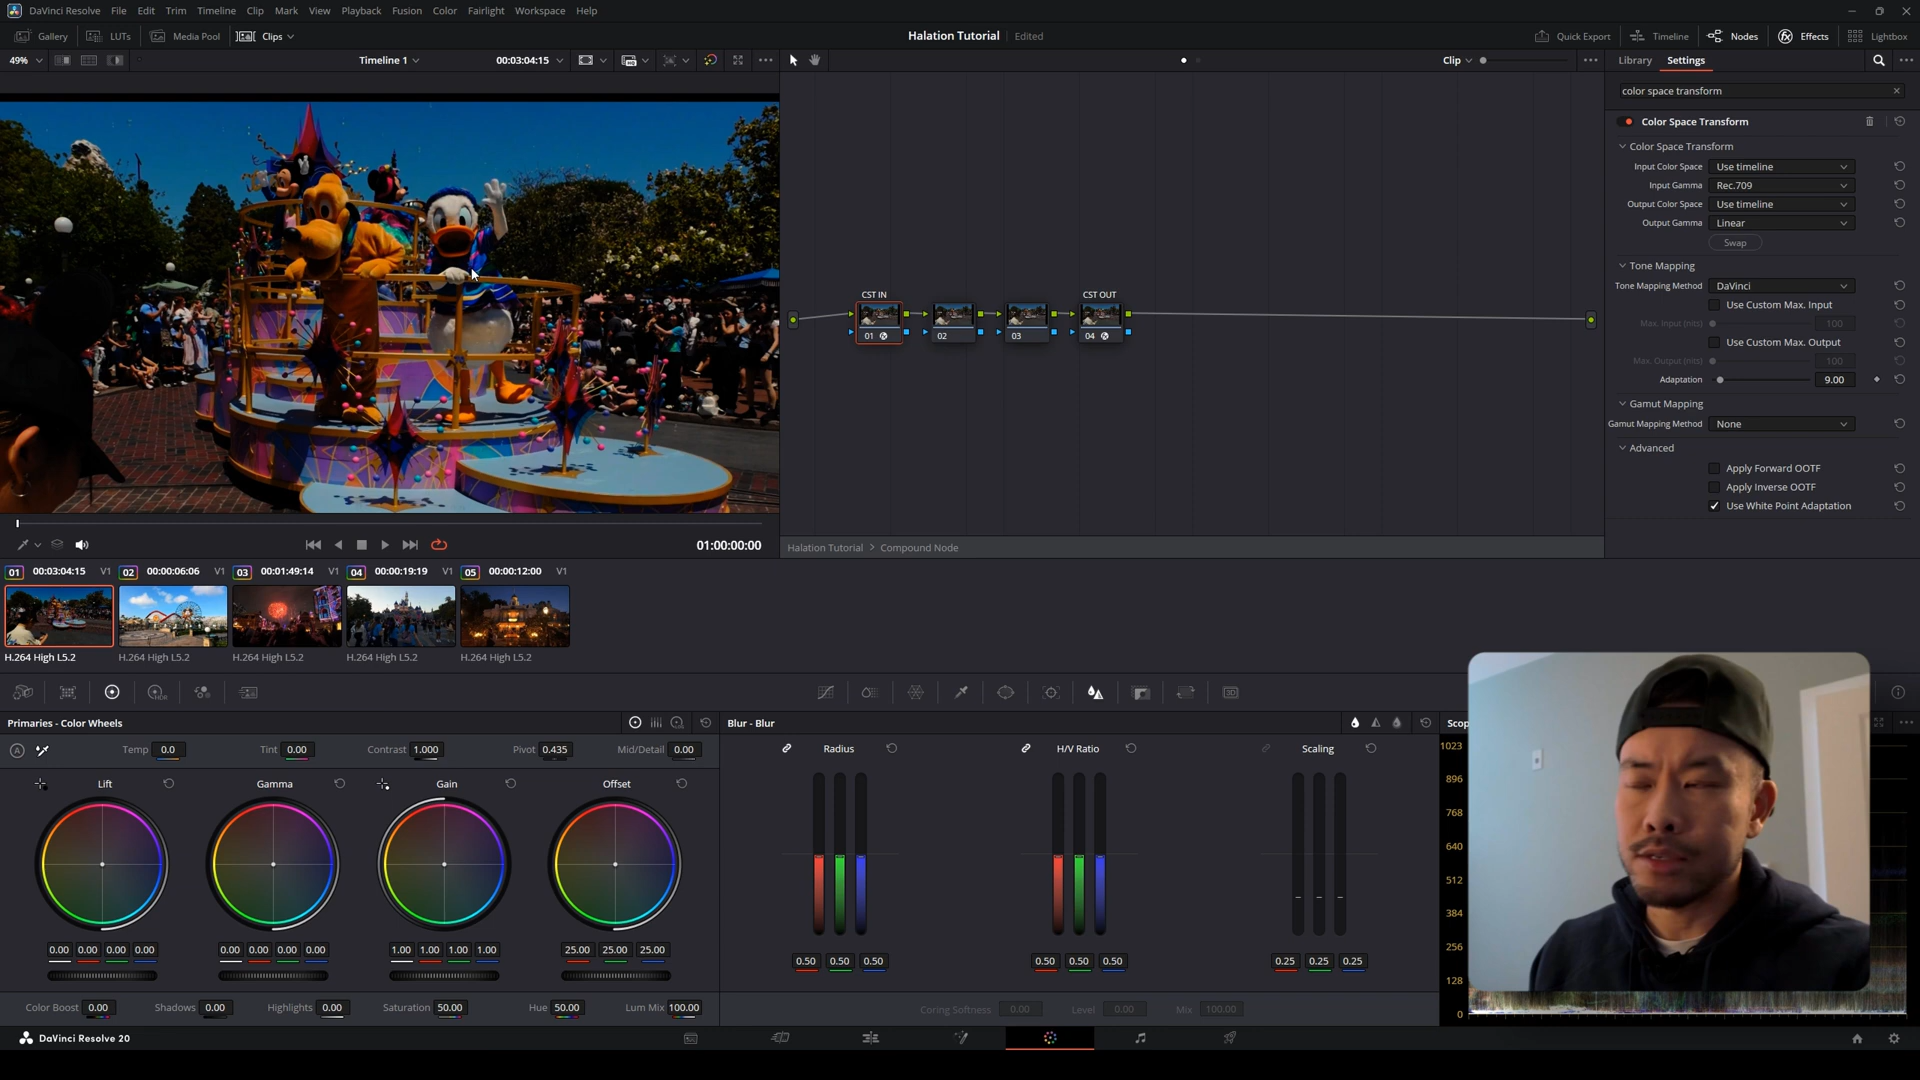 DaVinci Resolve File Edit Trim Timeline Clip Mark View Playback Fusion Color Fairlight Workspace Help
Gallery LUTs Media Pool Clips Halation Tutorial Edited Quick Export Timeline Nodes Effects Lightbox
49% Timeline 1 00:03:04:15 Clip Library Settings
color space transform
Color Space Transform
Color Space Transform
Input Color Space Use timeline
Input Gamma Rec.709
Output Color Space Use timeline
Output Gamma Linear
Swap
Tone Mapping
Tone Mapping Method DaVinci
Use Custom Max. Input
Max. Input (nits) 100
Use Custom Max. Output
Max. Output (nits) 100
Adaptation 9.00
Gamut Mapping
Gamut Mapping Method None
Advanced
Apply Forward OOTF
Apply Inverse OOTF
Use White Point Adaptation
CST IN CST OUT
01 02 03 04
01:00:00:00
Halation Tutorial > Compound Node
01 00:03:04:15 V1 02 00:00:06:06 V1 03 00:01:49:14 V1 04 00:00:19:19 V1 05 00:00:12:00 V1
H.264 High L5.2 H.264 High L5.2 H.264 High L5.2 H.264 High L5.2 H.264 High L5.2
HDR 3D
Primaries - Color Wheels Blur - Blur Scop
A Temp 0.0 Tint 0.00 Contrast 1.000 Pivot 0.435 Mid/Detail 0.00
Radius H/V Ratio Scaling
Lift Gamma Gain Offset
1023
896
768
640
512
384
256
128
0
0.00 0.00 0.00 0.00 0.00 0.00 0.00 0.00 1.00 1.00 1.00 1.00 25.00 25.00 25.00
0.50 0.50 0.50 0.50 0.50 0.50 0.25 0.25 0.25
Color Boost 0.00 Shadows 0.00 Highlights 0.00 Saturation 50.00 Hue 50.00 Lum Mix 100.00
Coring Softness 0.00 Level 0.00 Mix 100.00
DaVinci Resolve 20